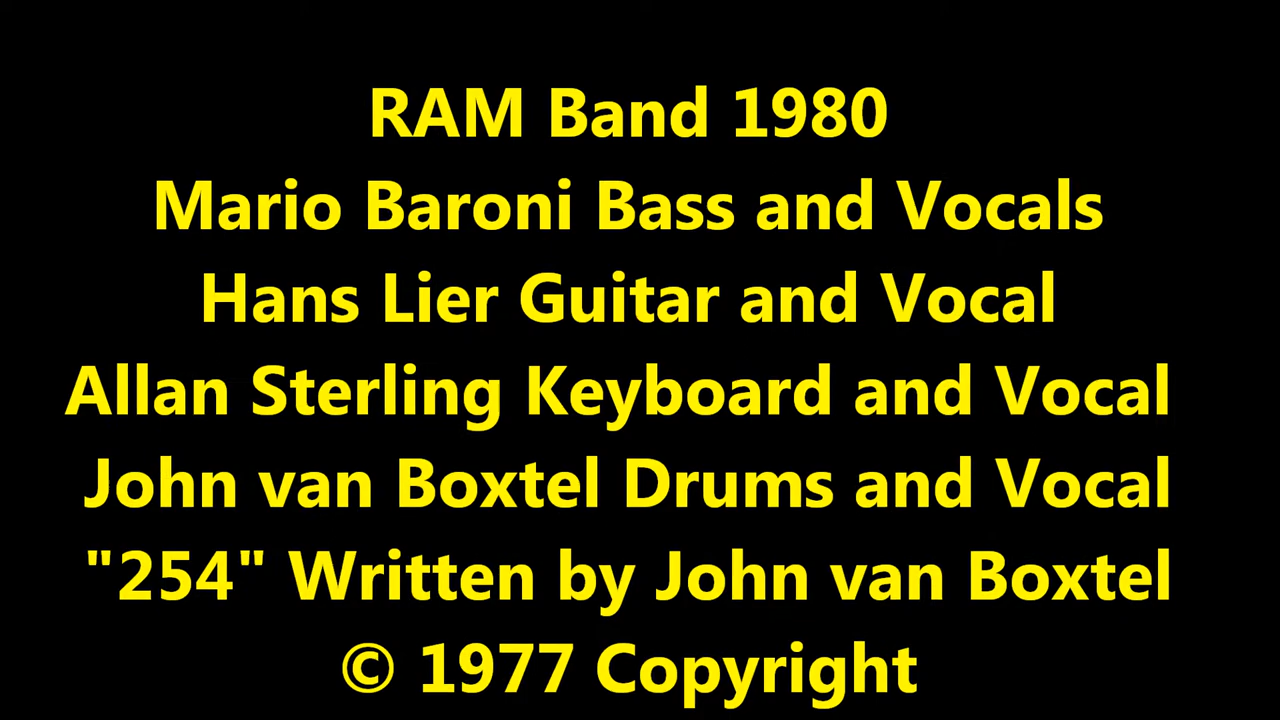 RAM Band 1980
Mario Baroni Bass and Vocals
Hans Lier Guitar and Vocal
Allan Sterling Keyboard and Vocal
John van Boxtel Drums and Vocal
"254" Written by John van Boxtel
© 1977 Copyright